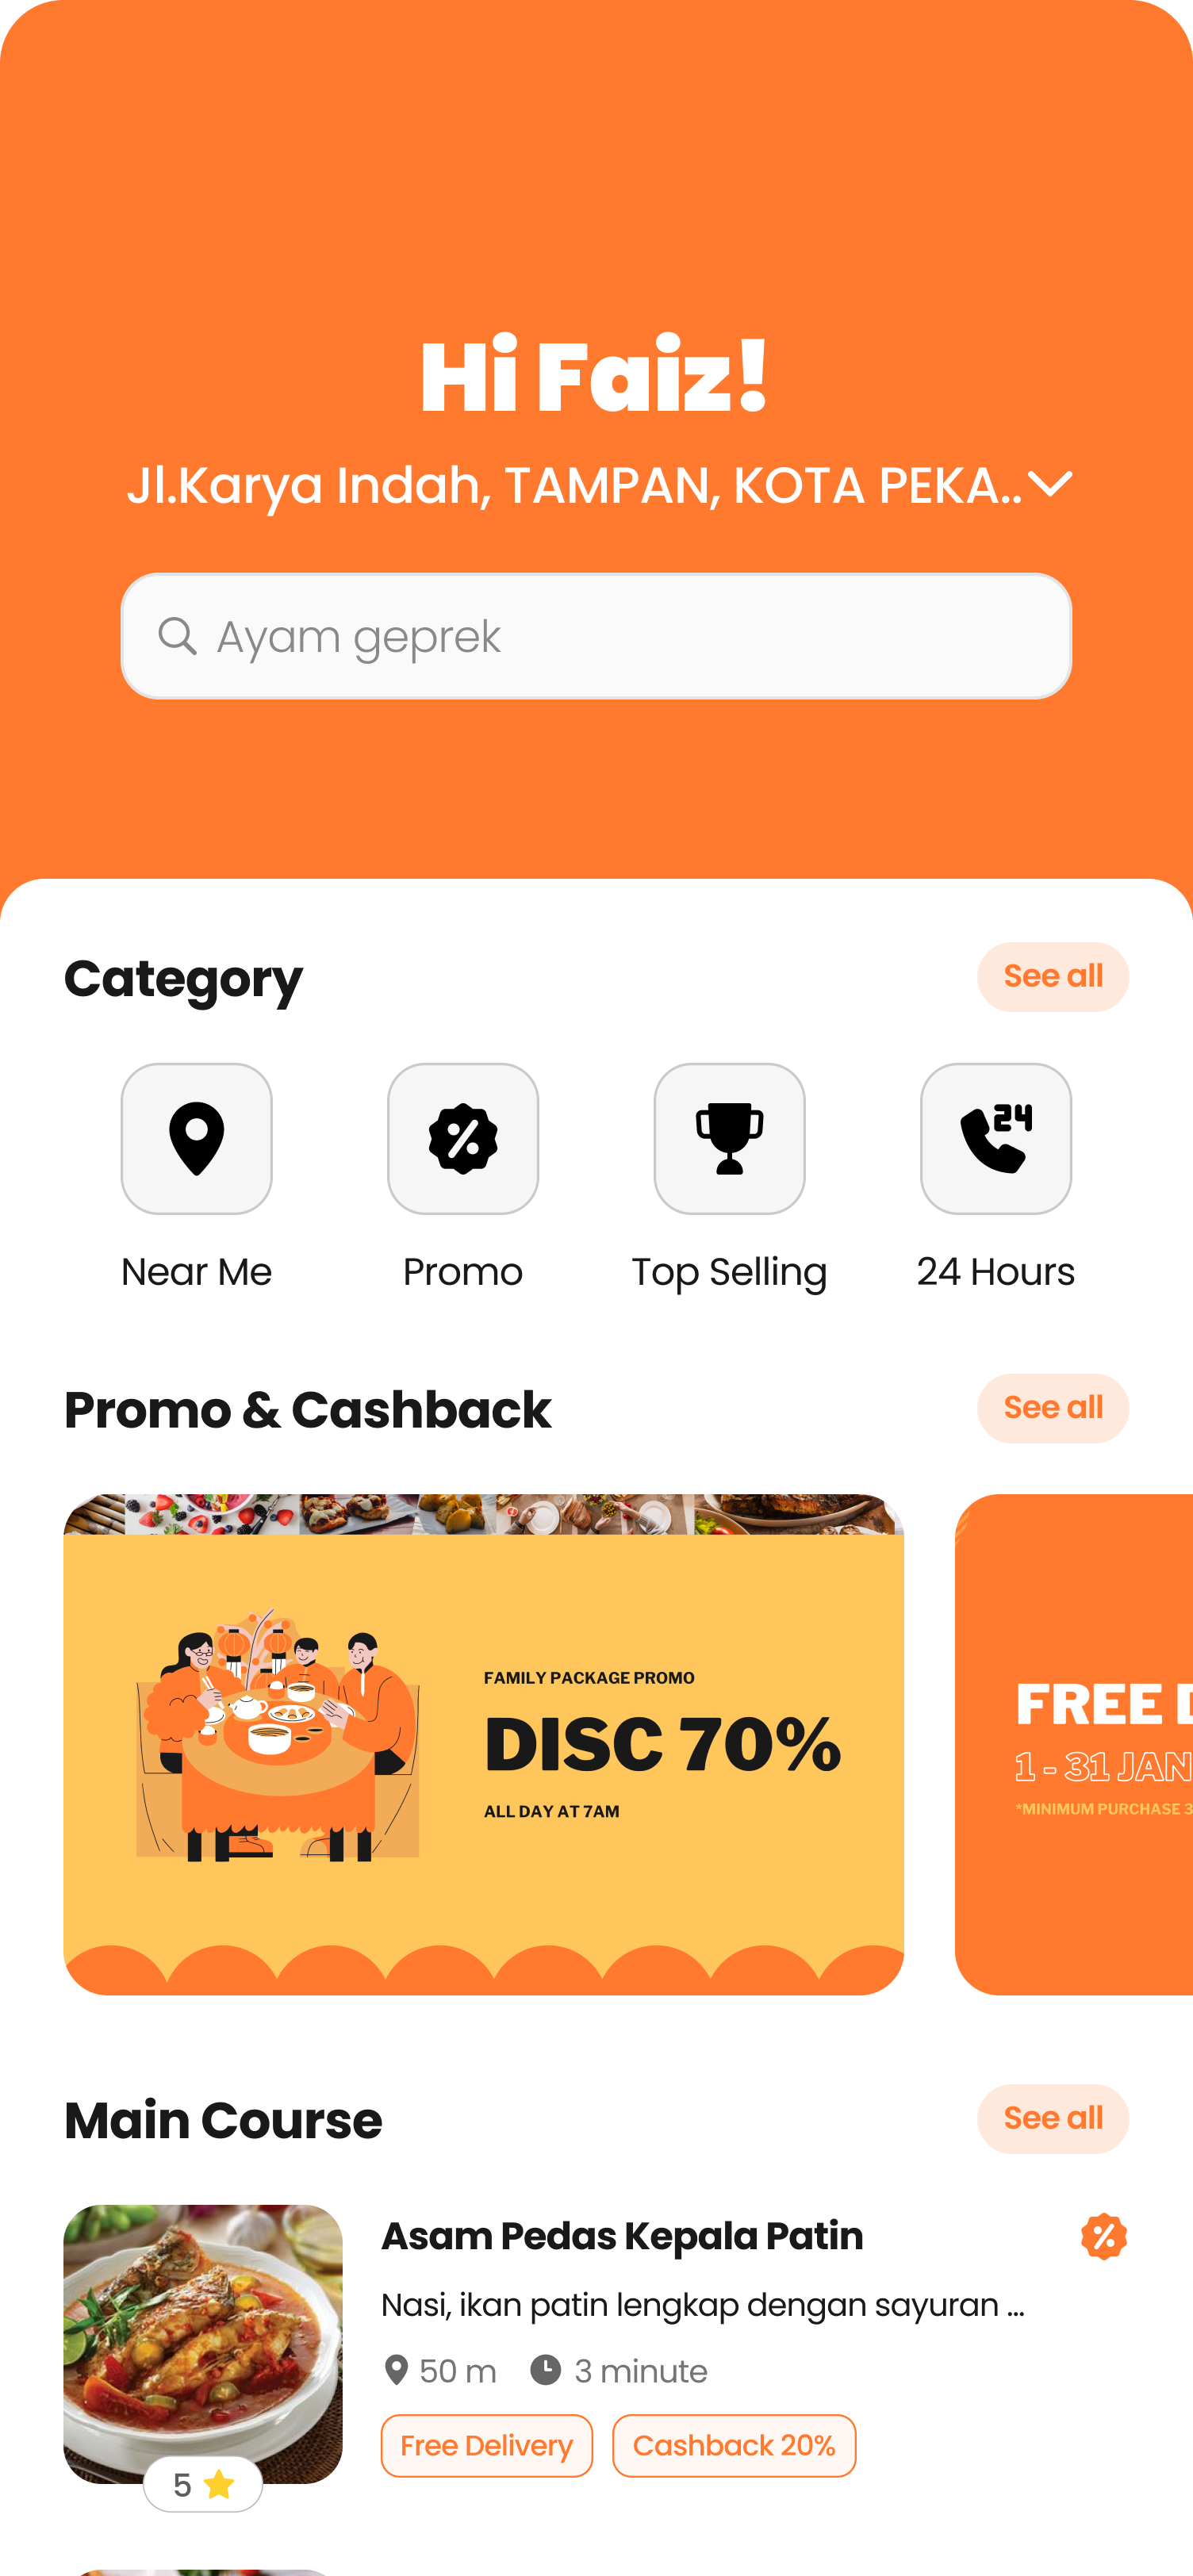 Hi Faiz!
Jl.Karya Indah, TAMPAN, KOTA PEKA..
Ayam geprek
Category
See all
24
Near Me
Promo
Top Selling
24 Hours
Promo & Cashback
See all
FAMILY PACKAGE PROMO
DISC 70%
ALL DAY AT 7AM
FREE D
1 - 31 JAN
*MINIMUM PURCHASE 3
Main Course
See all
Asam Pedas Kepala Patin
Nasi, ikan patin lengkap dengan sayuran ...
50 m
3 minute
Free Delivery
Cashback 20%
5